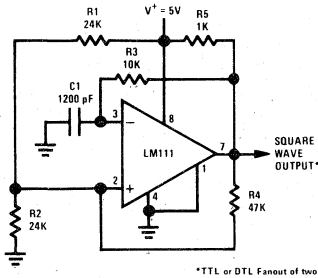 R1
24K
V+ = 5V
R5
1K
R3
10K
C1
1200 pF
3
8
LM111
7
SQUARE
WAVE
OUTPUT*
2
4
1
R2
24K
R4
47K
*TTL or DTL Fanout of two